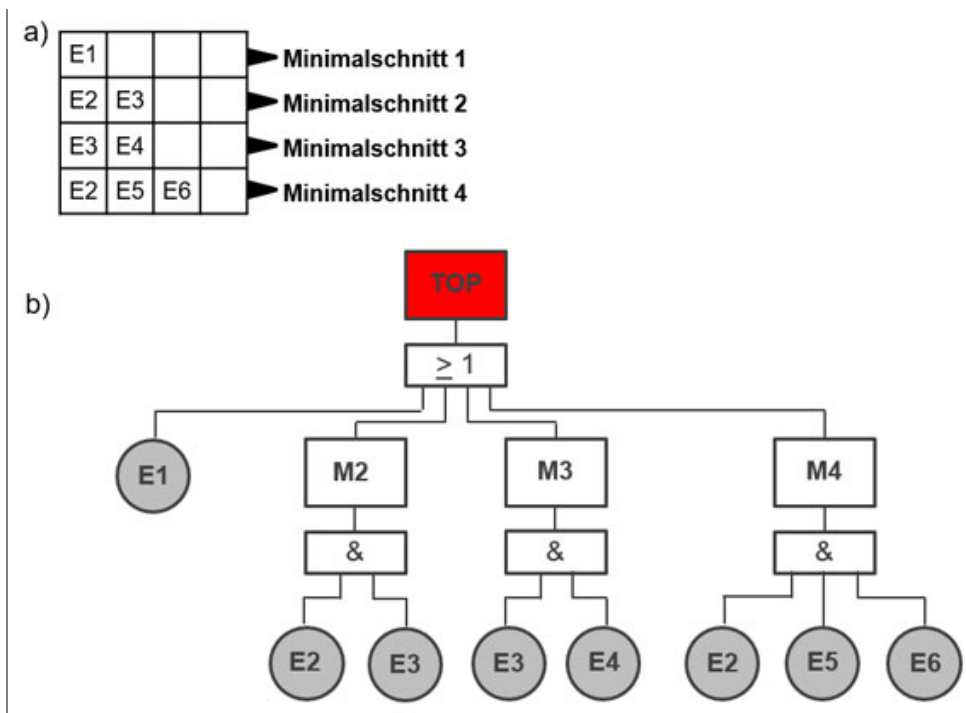 a)
E1 Minimalschnitt 1
E2 E3 Minimalschnitt 2
E3 E4 Minimalschnitt 3
E2 E5 E6 Minimalschnitt 4
b)
TOP
≥ 1
E1 M2 M3 M4
& & &
E2 E3 E3 E4 E2 E5 E6